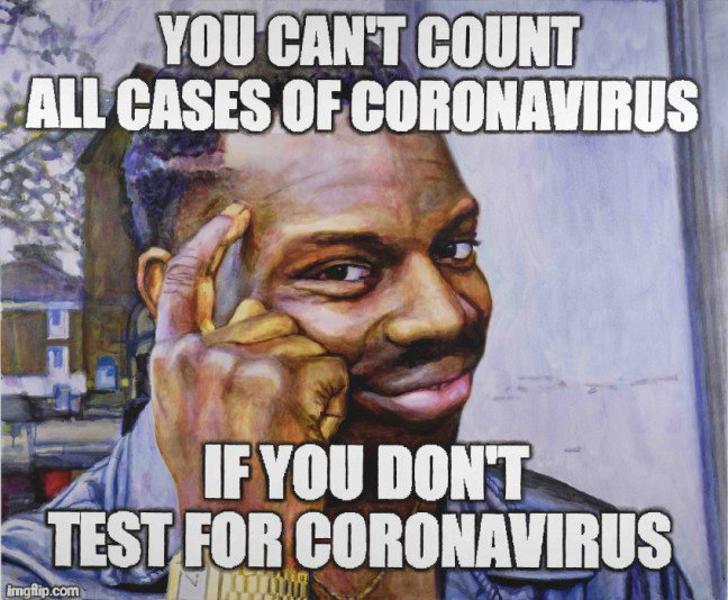 YOU CAN'T COUNT
ALL CASES OF CORONAVIRUS
IF YOU DON'T
TEST FOR CORONAVIRUS
imgflip.com